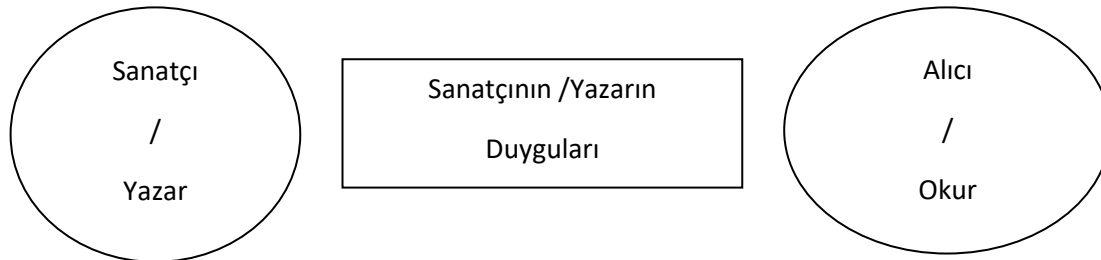 Sanatçı
/
Yazar
Sanatçının /Yazarın
Duyguları
Alıcı
/
Okur